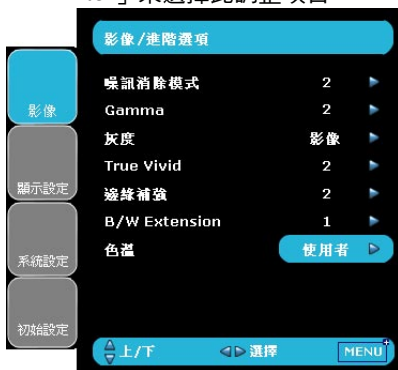 影像/進階選項
噪訊消除模式 2
Gamma 2
灰度 影像
True Vivid 2
邊緣補強 2
B/W Extension 1
色溫 使用者
影像
顯示設定
系統設定
初始設定
上/下 選擇 MENU